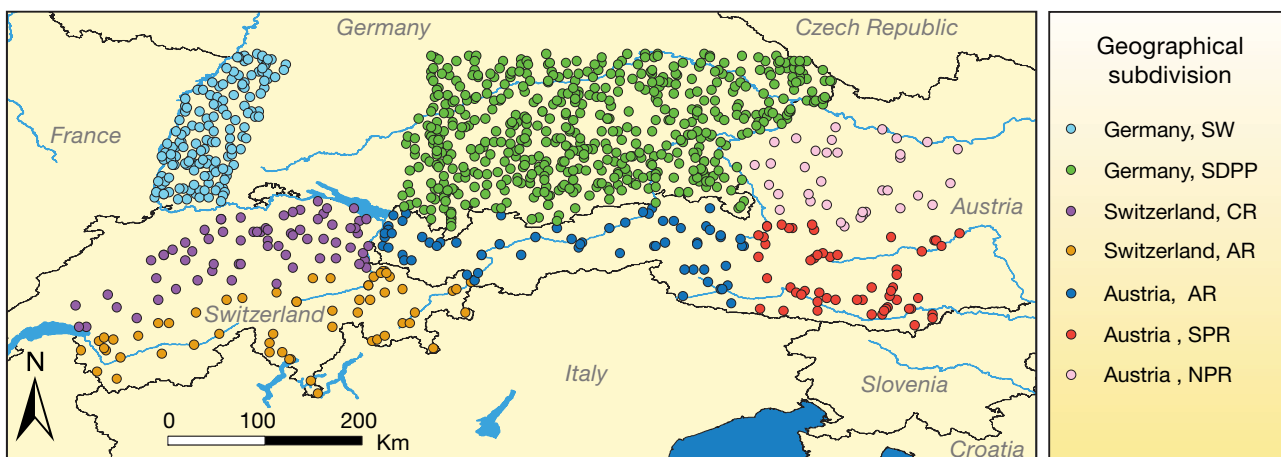 Germany
Czech Republic
France
Austria
Switzerland
Italy
Slovenia
Croatia
N
0 100 200
Km
Geographical
subdivision
Germany, SW
Germany, SDPP
Switzerland, CR
Switzerland, AR
Austria, AR
Austria , SPR
Austria , NPR